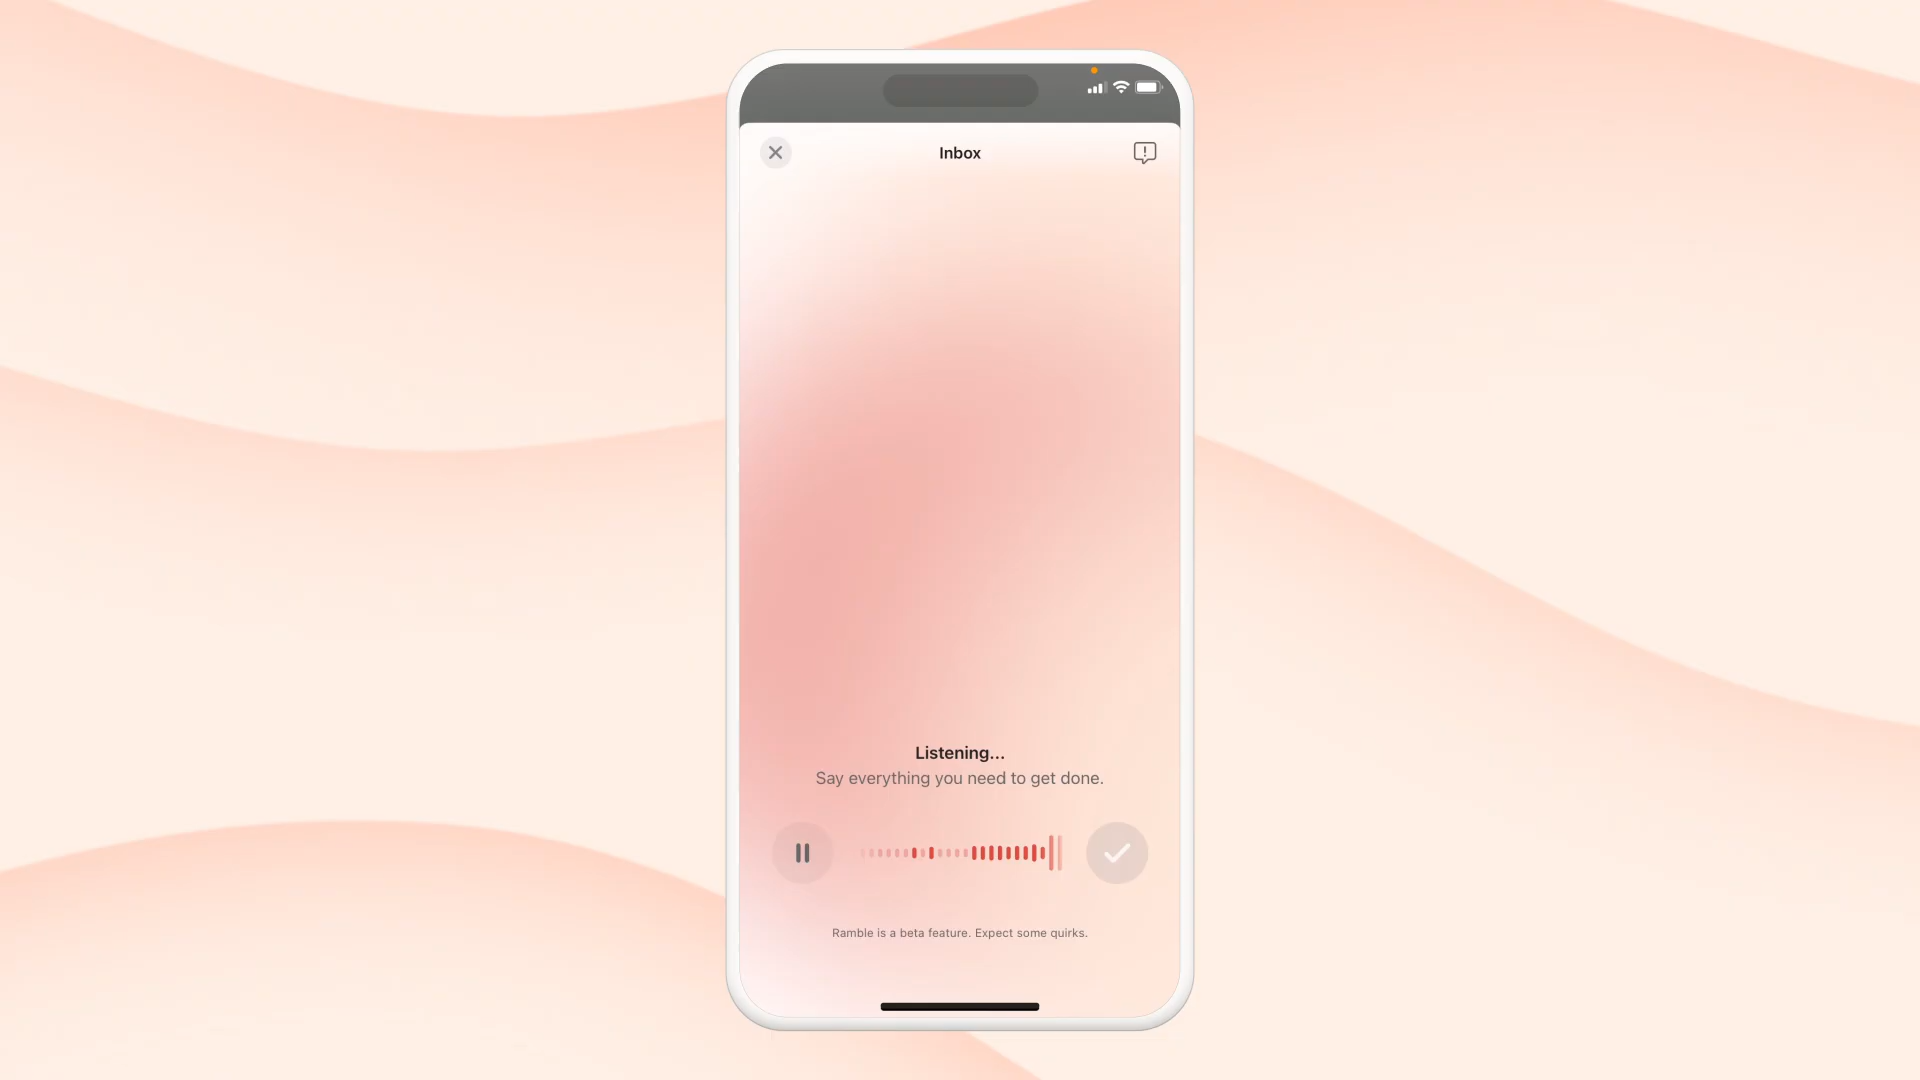 Inbox
Listening...
Say everything you need to get done.
Ramble is a beta feature. Expect some quirks.